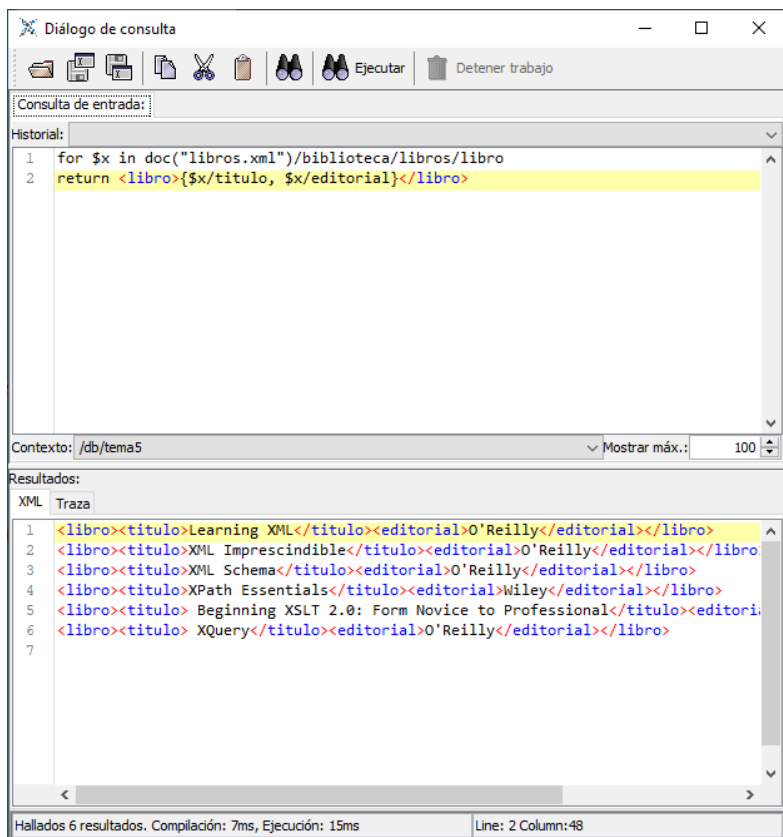 Diálogo de consulta
Ejecutar Detener trabajo
Consulta de entrada:
Historial:
1 for $x in doc("libros.xml")/biblioteca/libros/libro
2 return <libro>{$x/titulo, $x/editorial}</libro>
Contexto: /db/tema5 Mostrar máx.: 100
Resultados:
XML Traza
1 <libro><titulo>Learning XML</titulo><editorial>O'Reilly</editorial></libro>
2 <libro><titulo>XML Imprescindible</titulo><editorial>O'Reilly</editorial></libro
3 <libro><titulo>XML Schema</titulo><editorial>O'Reilly</editorial></libro>
4 <libro><titulo>XPath Essentials</titulo><editorial>Wiley</editorial></libro>
5 <libro><titulo> Beginning XSLT 2.0: Form Novice to Professional</titulo><editoria
6 <libro><titulo> XQuery</titulo><editorial>O'Reilly</editorial></libro>
7
Hallados 6 resultados. Compilación: 7ms, Ejecución: 15ms Line: 2 Column:48